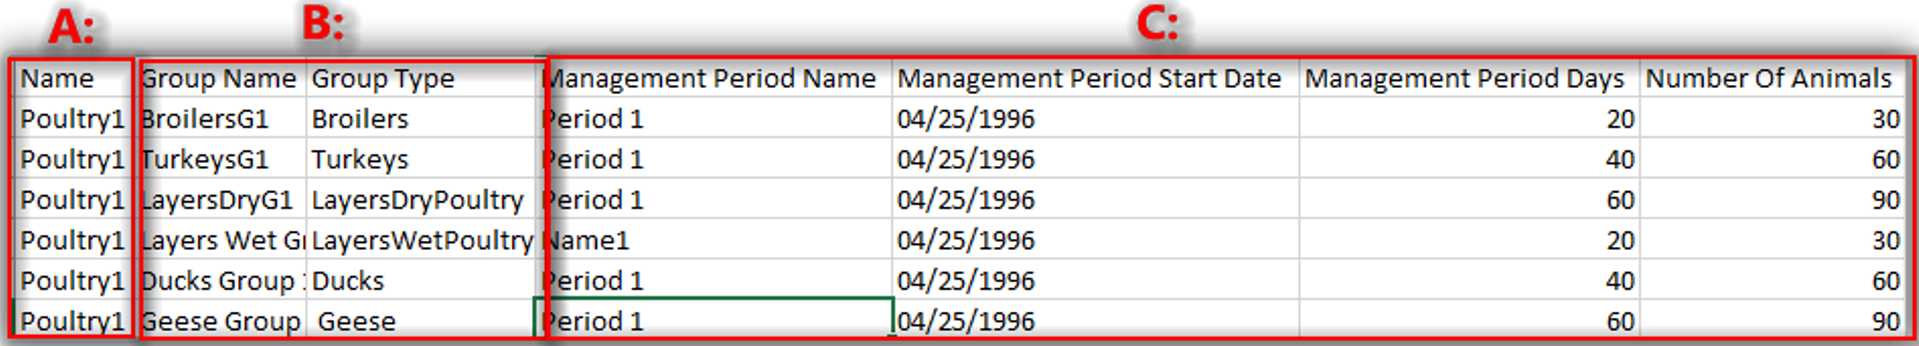 A: B: C:
Name Group Name Group Type Management Period Name Management Period Start Date Management Period Days Number Of Animals
Poultry1 BroilersG1 Broilers Period 1 04/25/1996 20 30
Poultry1 TurkeysG1 Turkeys Period 1 04/25/1996 40 60
Poultry1 LayersDryG1 LayersDryPoultry Period 1 04/25/1996 60 90
Poultry1 Layers Wet Gr LayersWetPoultry Name1 04/25/1996 20 30
Poultry1 Ducks Group Ducks Period 1 04/25/1996 40 60
Poultry1 Geese Group Geese Period 1 04/25/1996 60 90